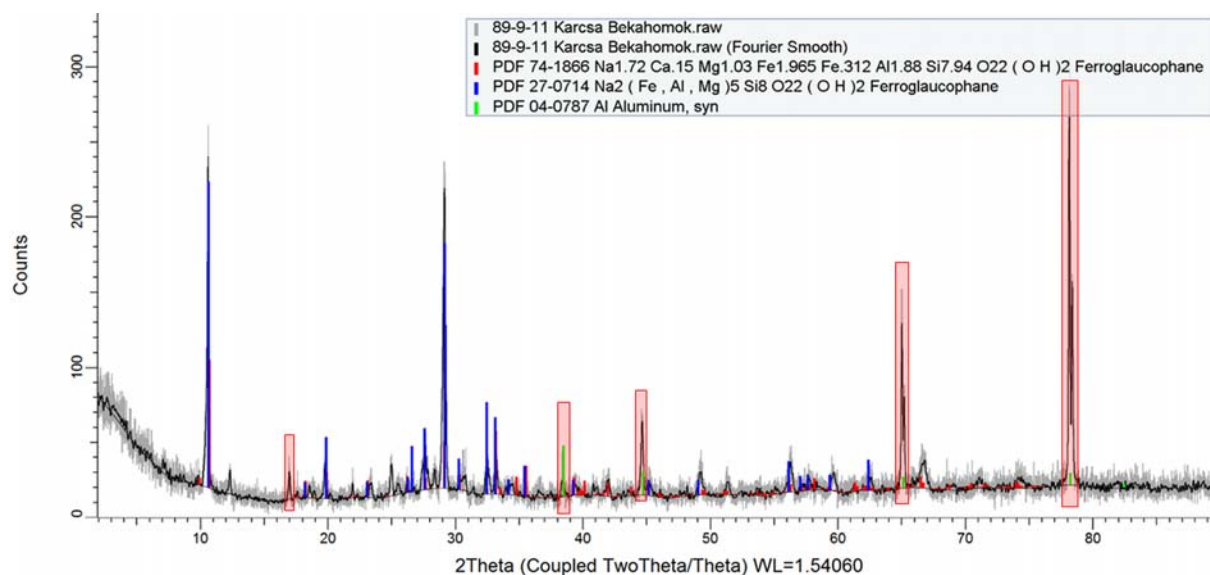 89-9-11 Karcsa Bekahomok.raw
89-9-11 Karcsa Bekahomok.raw (Fourier Smooth)
PDF 74-1866 Na1.72 Ca.15 Mg1.03 Fe1.965 Fe.312 Al1.88 Si7.94 O22 ( O H )2 Ferroglaucophane
PDF 27-0714 Na2 ( Fe , Al , Mg )5 Si8 O22 ( O H )2 Ferroglaucophane
PDF 04-0787 Al Aluminum, syn
300
200
100
0
Counts
10 20 30 40 50 60 70 80
2Theta (Coupled TwoTheta/Theta) WL=1.54060